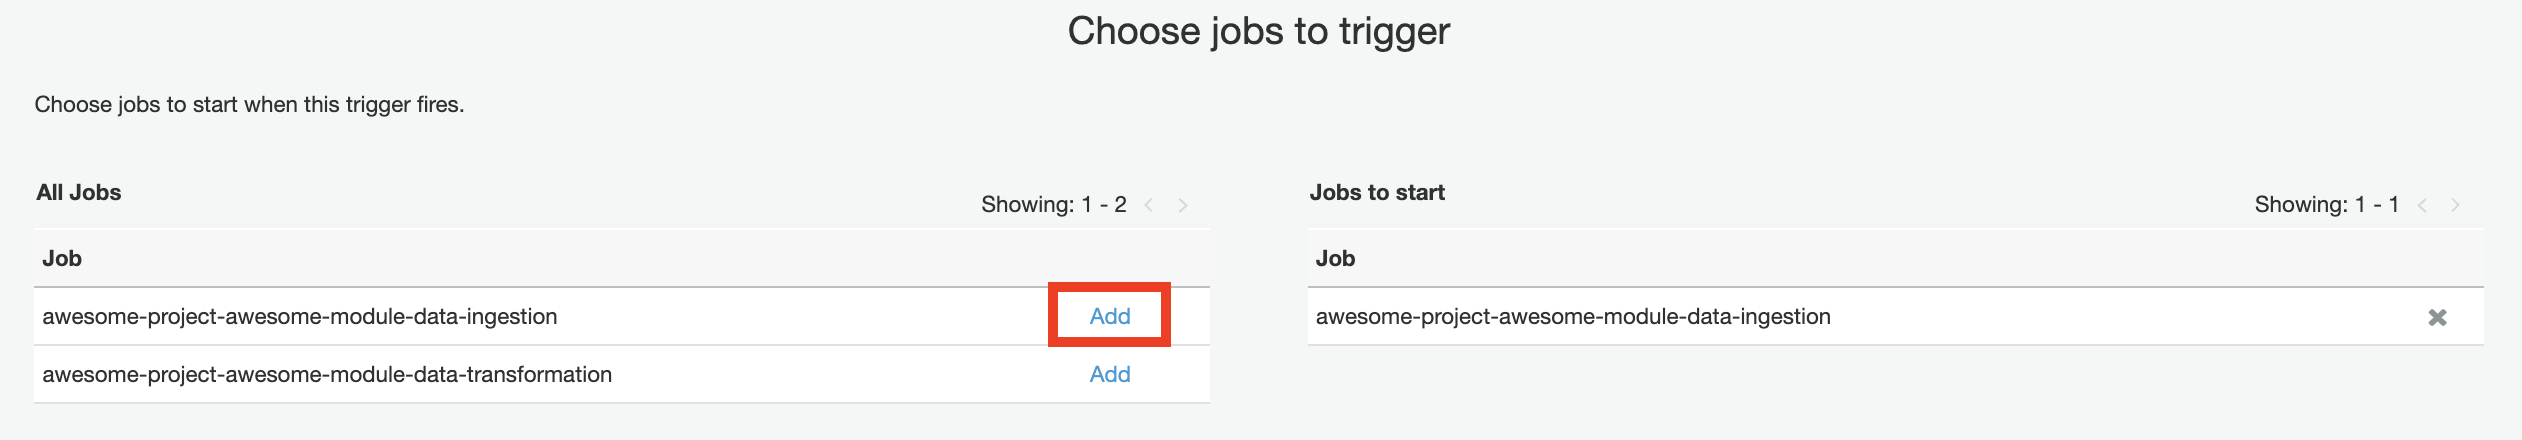 Choose jobs to trigger
Choose jobs to start when this trigger fires.
All Jobs
Showing: 1 - 2
Job
awesome-project-awesome-module-data-ingestion Add
awesome-project-awesome-module-data-transformation Add
Jobs to start
Showing: 1 - 1
Job
awesome-project-awesome-module-data-ingestion